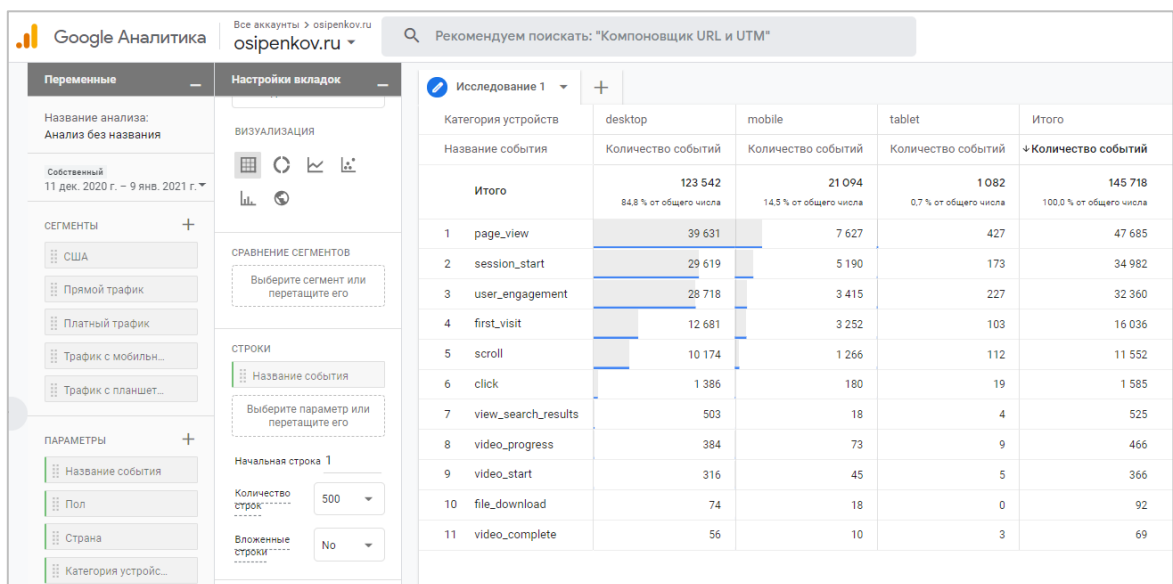 Google Аналитика
Все аккаунты > osipenkov.ru
osipenkov.ru
Рекомендуем поискать: "Компоновщик URL и UTM"
Переменные
Название анализа:
Анализ без названия
Собственный
11 дек. 2020 г. – 9 янв. 2021 г.
СЕГМЕНТЫ
США
Прямой трафик
Платный трафик
Трафик с мобильн...
Трафик с планшет...
ПАРАМЕТРЫ
Название события
Пол
Страна
Категория устройс...
Настройки вкладок
ВИЗУАЛИЗАЦИЯ
СРАВНЕНИЕ СЕГМЕНТОВ
Выберите сегмент или
перетащите его
СТРОКИ
Название события
Выберите параметр или
перетащите его
Начальная строка 1
Количество
строк 500
Вложенные
строки No
Исследование 1
Категория устройств desktop mobile tablet Итого
Название события Количество событий Количество событий Количество событий ↓Количество событий
Итого 123 542 21 094 1 082 145 718
84,8 % от общего числа 14,5 % от общего числа 0,7 % от общего числа 100,0 % от общего числа
1 page_view 39 631 7 627 427 47 685
2 session_start 29 619 5 190 173 34 982
3 user_engagement 28 718 3 415 227 32 360
4 first_visit 12 681 3 252 103 16 036
5 scroll 10 174 1 266 112 11 552
6 click 1 386 180 19 1 585
7 view_search_results 503 18 4 525
8 video_progress 384 73 9 466
9 video_start 316 45 5 366
10 file_download 74 18 0 92
11 video_complete 56 10 3 69